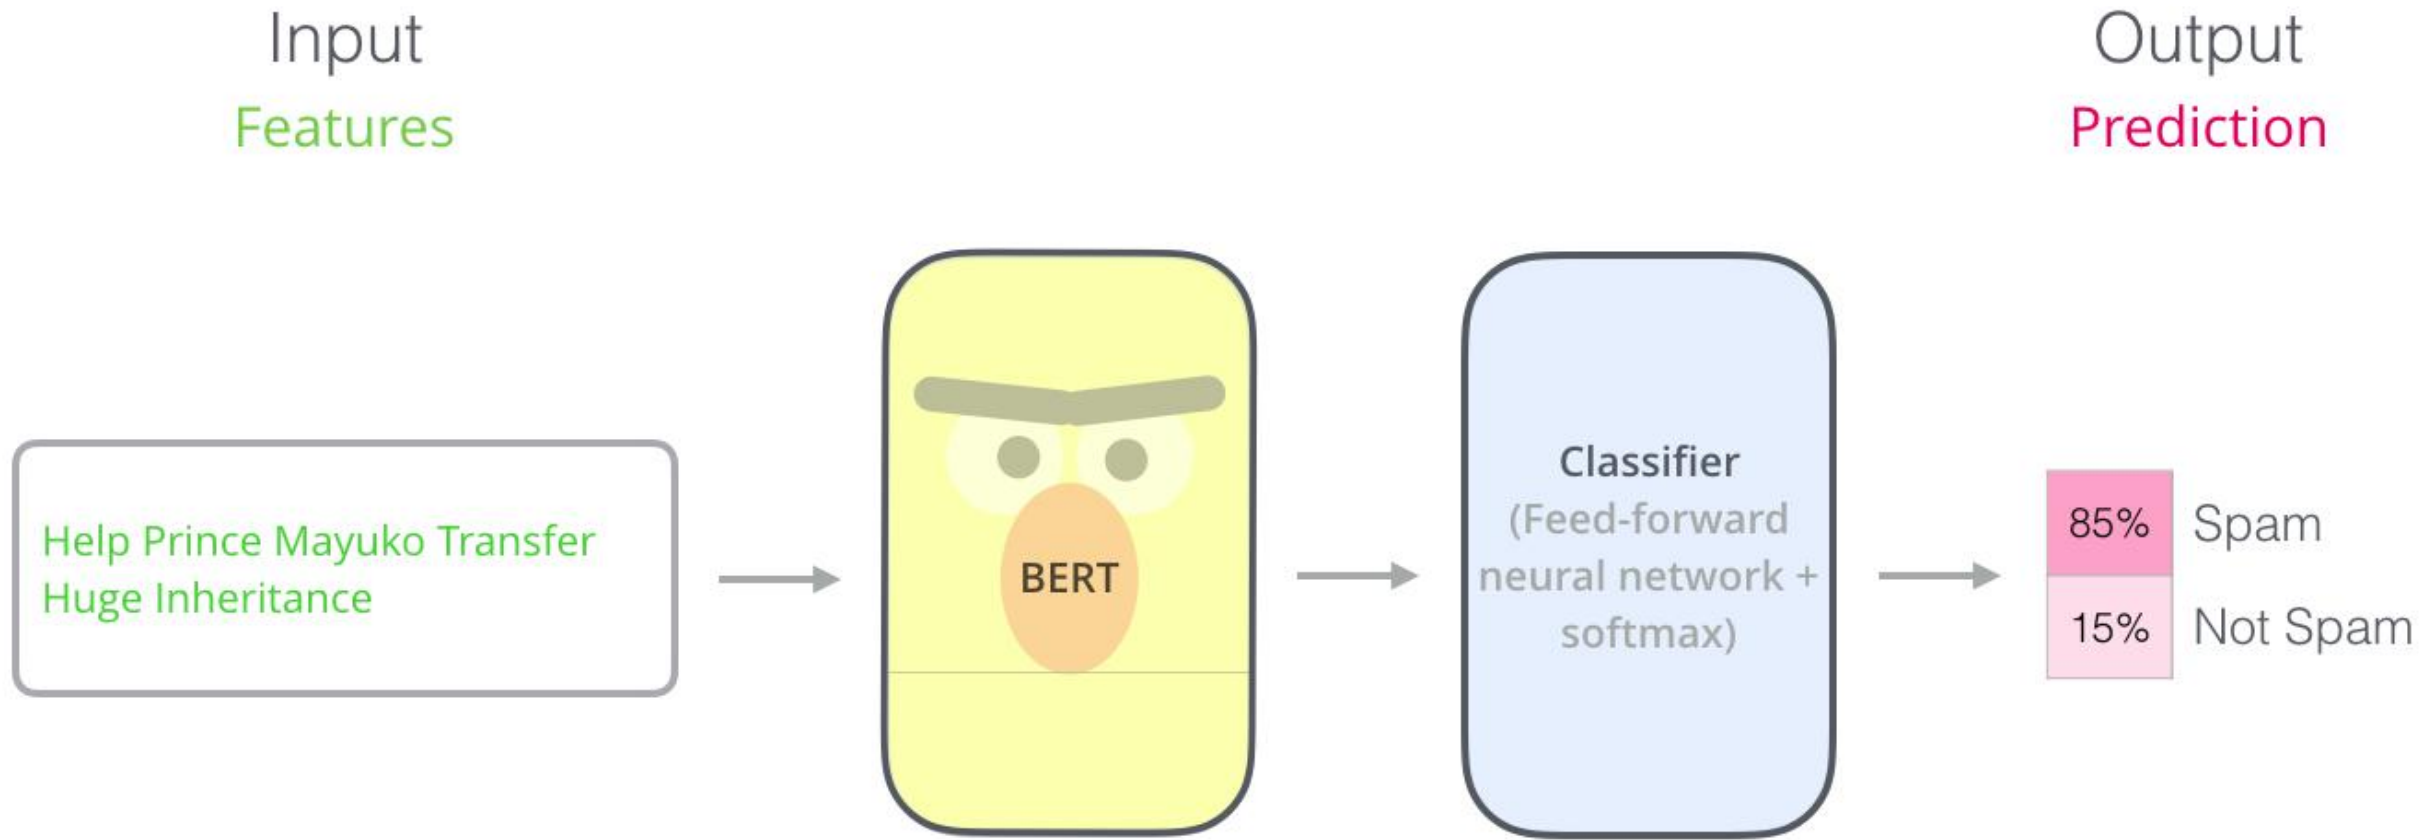 Input
Features
Output
Prediction
Help Prince Mayuko Transfer
Huge Inheritance
BERT
Classifier
(Feed-forward
neural network +
softmax)
85% Spam
15% Not Spam